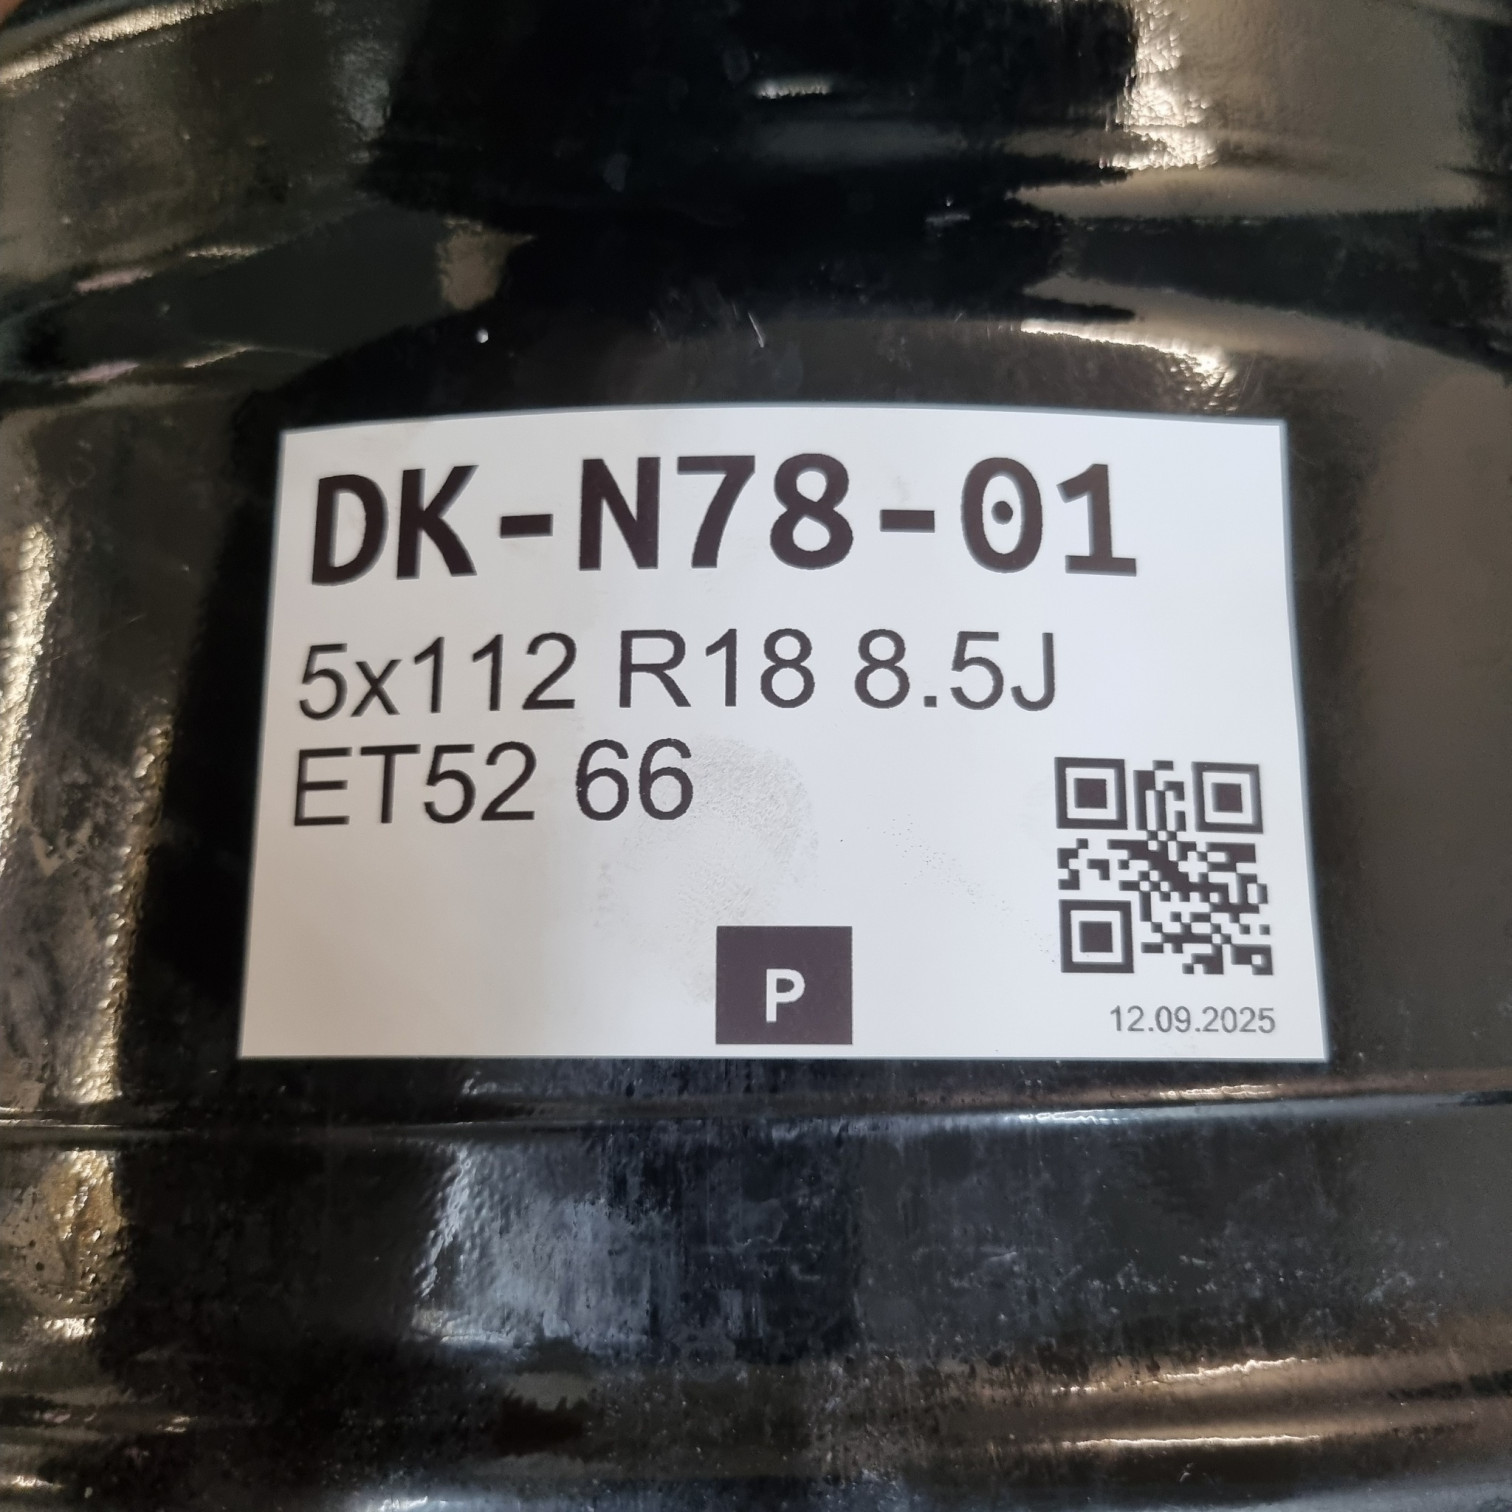 DK-N78-01
5x112 R18 8.5J
ET52 66
P
12.09.2025